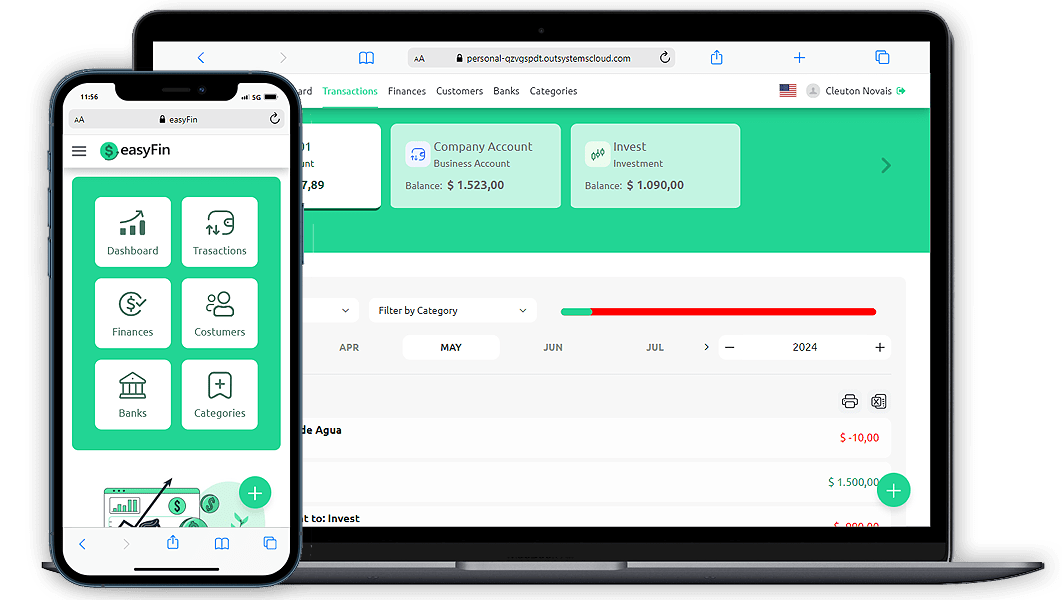 personal-qzvgspdt.outsystemscloud.com
AA
ard Transactions Finances Customers Banks Categories
Cleuton Novais
01
Company Account
Business Account
Balance: $ 1.523,00
Invest
Investment
Balance: $ 1.090,00
unt
7,89
Filter by Category
APR MAY JUN JUL 2024
de Agua
$ -10,00
$ 1.500,00
t to: Invest
11:56
5G
AA
easyFin
easyFin
Dashboard
Trasactions
Finances
Costumers
Banks
Categories